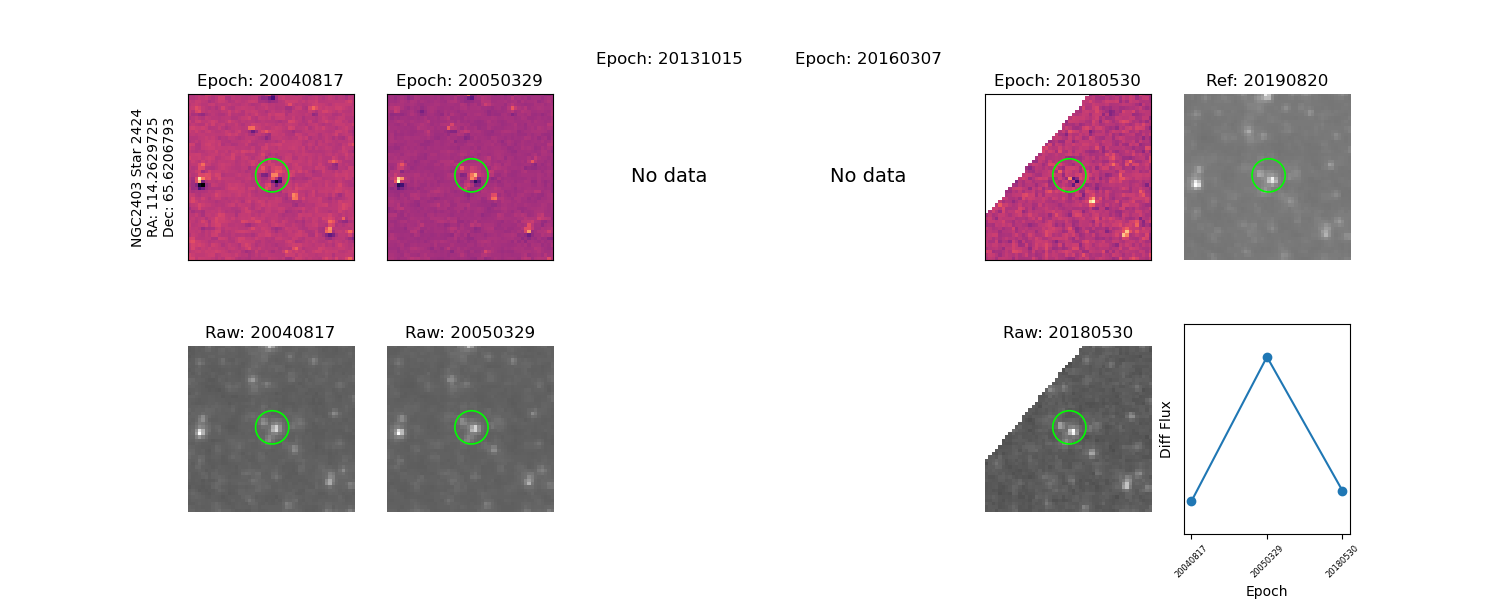 Epoch: 20040817
Epoch: 20050329
Epoch: 20131015
Epoch: 20160307
Epoch: 20180530
Ref: 20190820
NGC2403 Star 2424
RA: 114.2629725
Dec: 65.6206793
No data
No data
Raw: 20040817
Raw: 20050329
Raw: 20180530
Diff Flux
20040817
20050329
20180530
Epoch